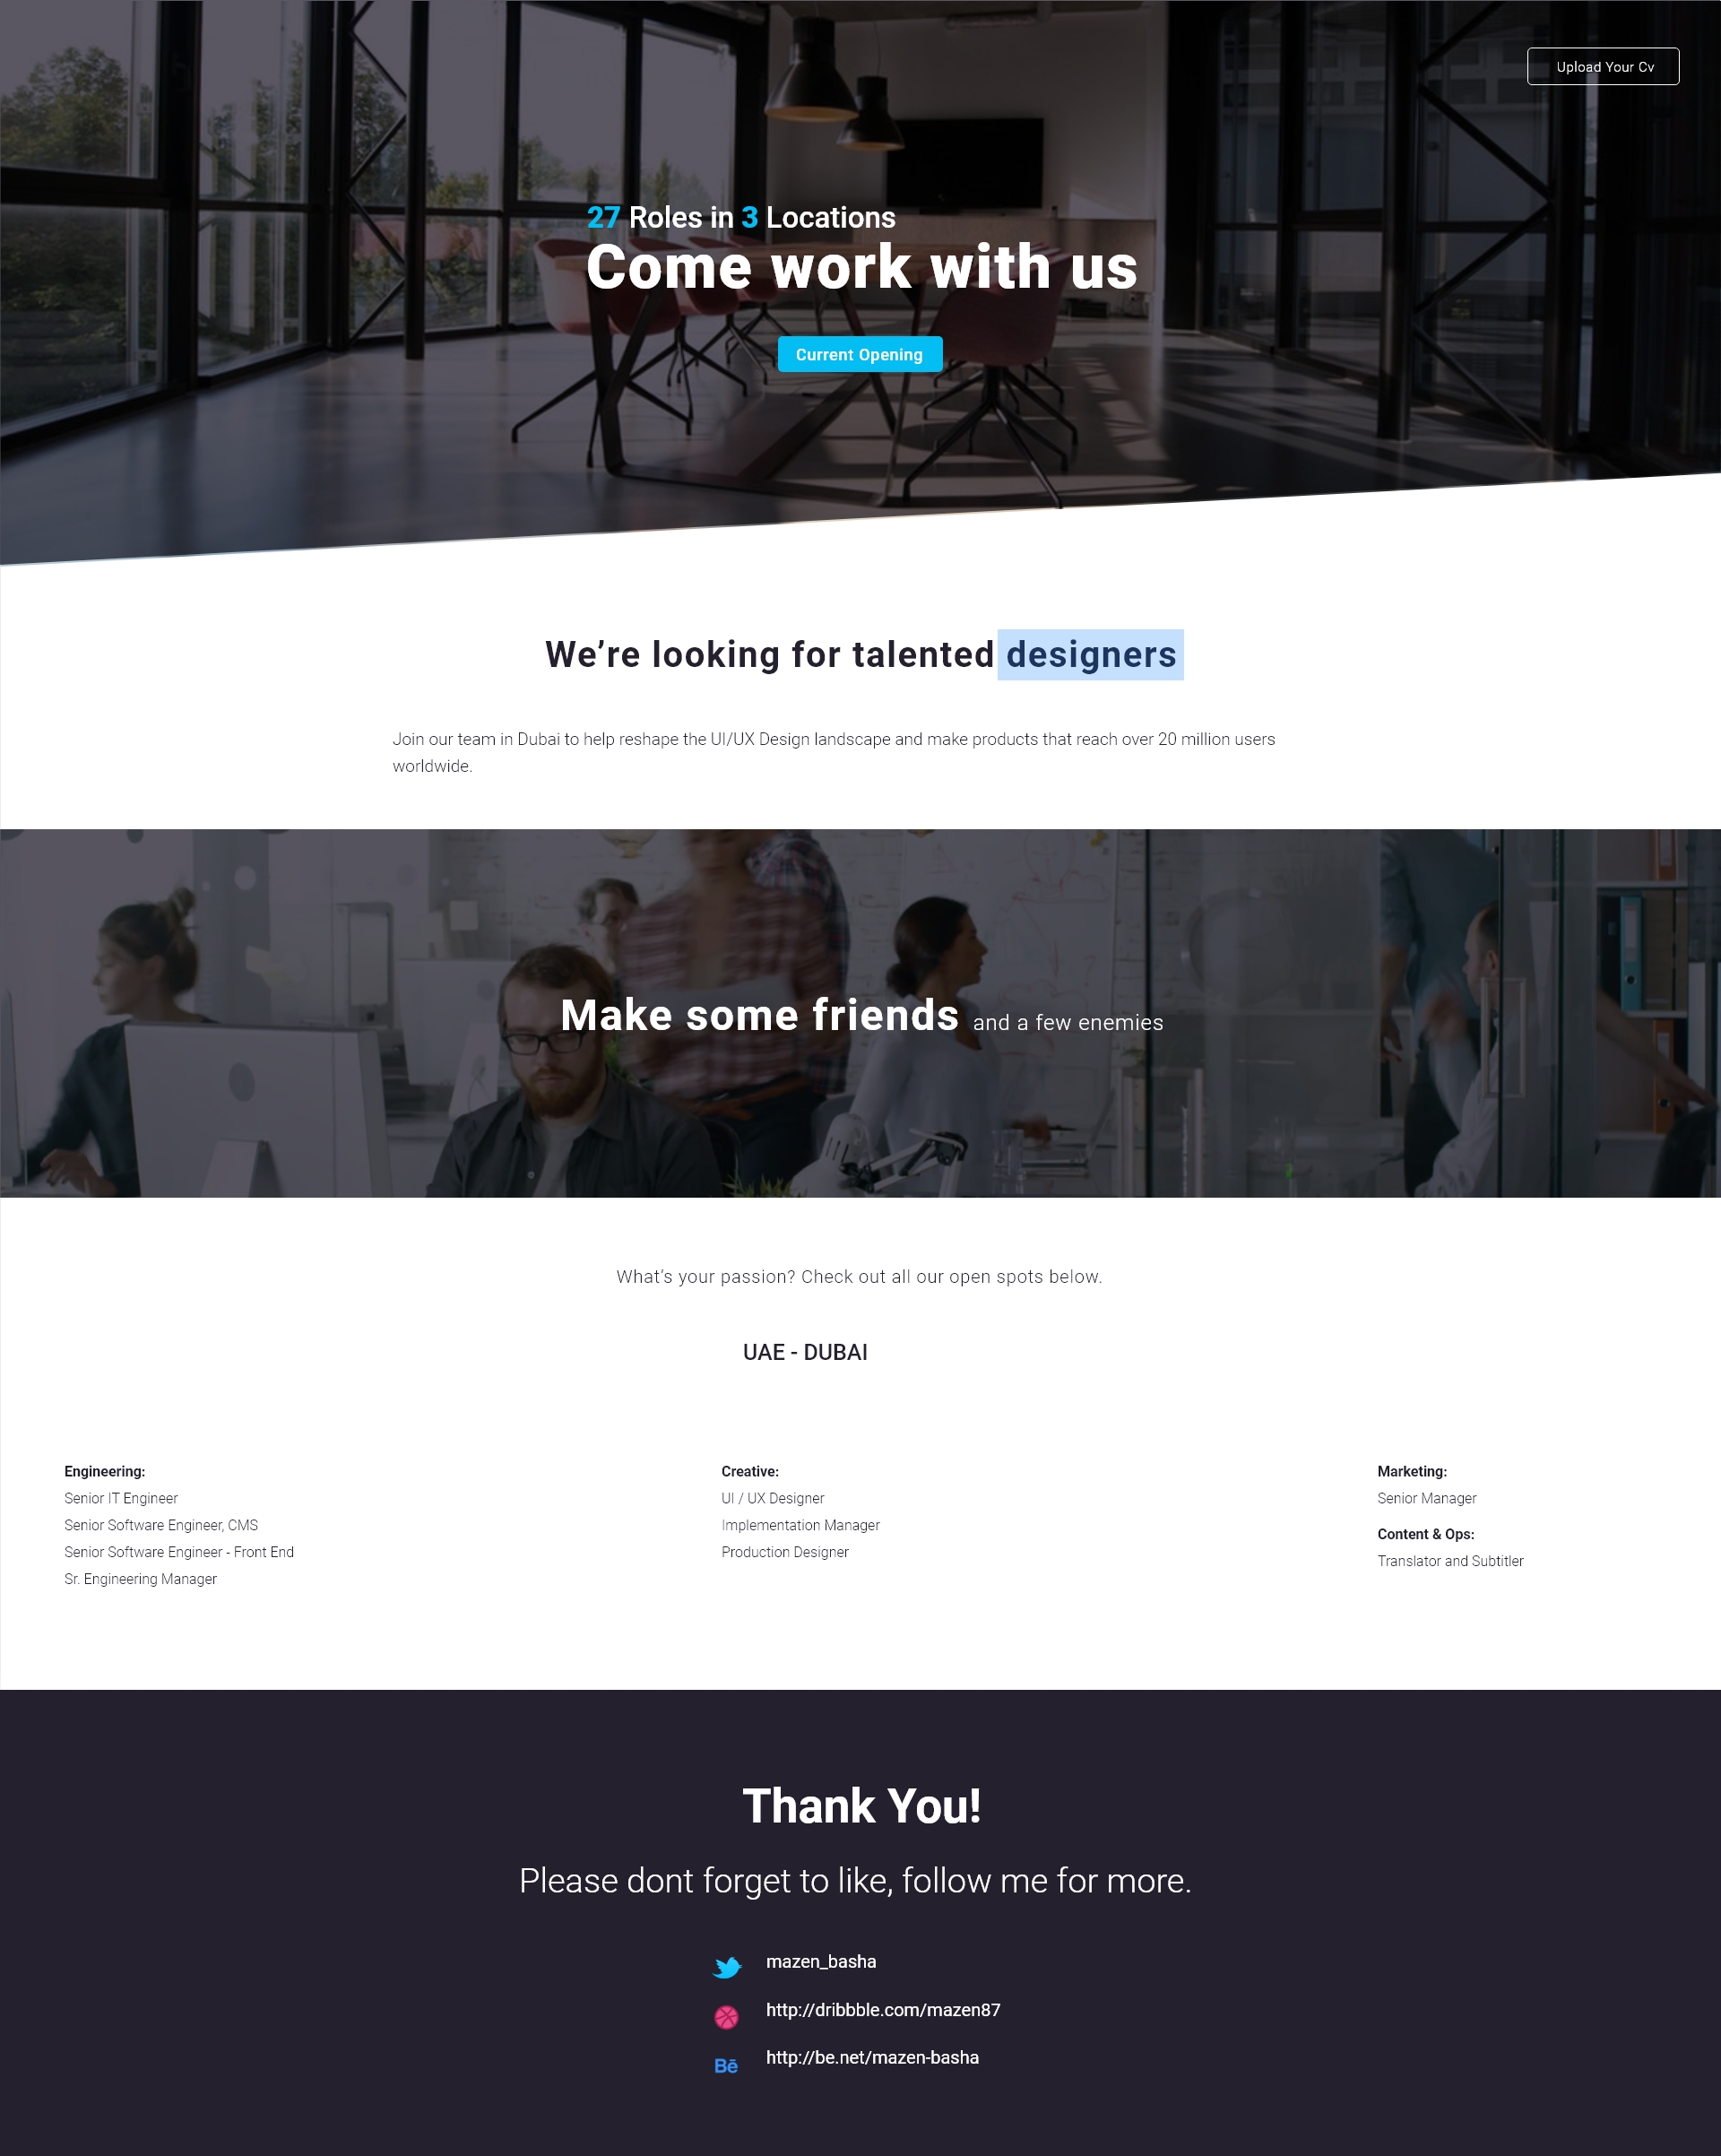 Upload Your Cv
27 Roles in 3 Locations
Come work with us
Current Opening
We’re looking for talented designers
Join our team in Dubai to help reshape the UI/UX Design landscape and make products that reach over 20 million users
worldwide.
Make some friends and a few enemies
What’s your passion? Check out all our open spots below.
UAE - DUBAI
Engineering:
Senior IT Engineer
Senior Software Engineer, CMS
Senior Software Engineer - Front End
Sr. Engineering Manager
Creative:
UI / UX Designer
Implementation Manager
Production Designer
Marketing:
Senior Manager
Content & Ops:
Translator and Subtitler
Thank You!
Please dont forget to like, follow me for more.
mazen_basha
http://dribbble.com/mazen87
Bē http://be.net/mazen-basha